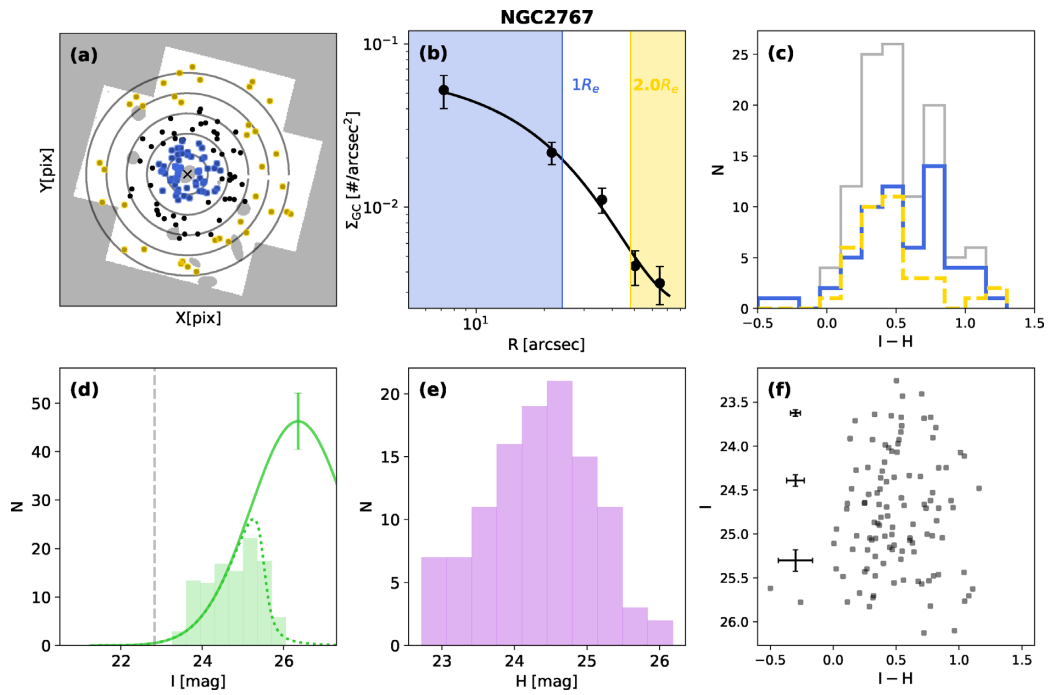 NGC2767
(a)
Y[pix]
X[pix]
(b)
1R_e
2.0R_e
10^{-1}
10^{-2}
Σ_GC [#/arcsec^2]
10^1
R [arcsec]
(c)
25
20
15
10
5
0
N
−0.5 0.0 0.5 1.0 1.5
I − H
(d)
50
40
30
20
10
0
N
22 24 26
I [mag]
(e)
20
15
10
5
0
N
23 24 25 26
H [mag]
(f)
23.5
24.0
24.5
25.0
25.5
26.0
I
−0.5 0.0 0.5 1.0 1.5
I − H